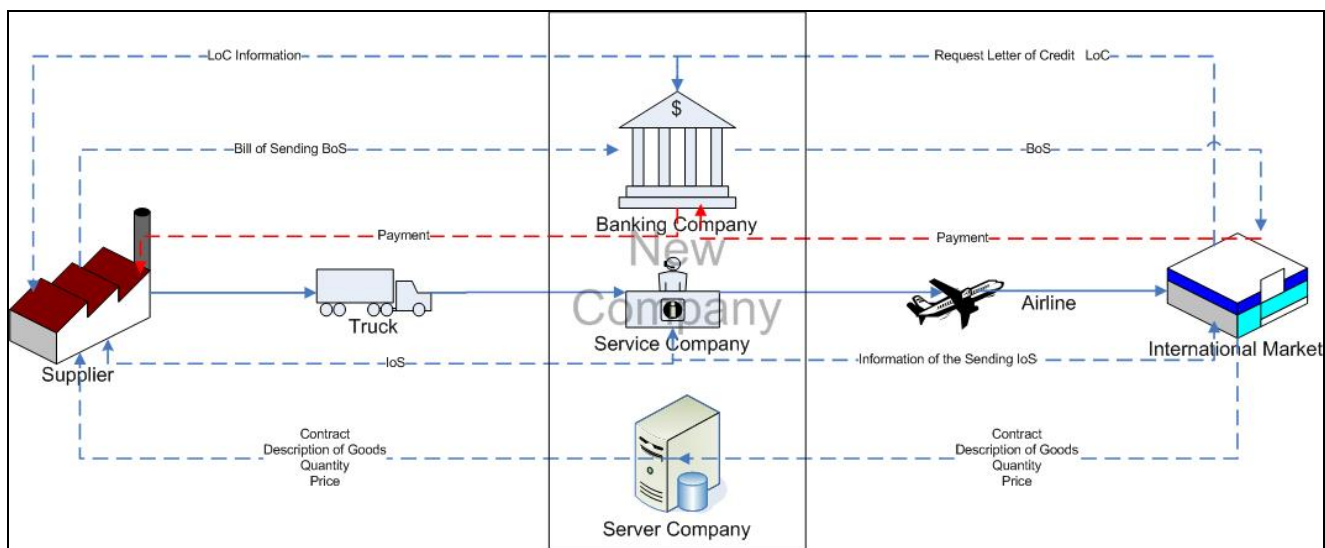 LoC Information
Request Letter of Credit LoC
$
Bill of Sending BoS
BoS
Banking Company
Payment
Payment
New
Company
Truck
Service Company
Airline
International Market
Supplier
IoS
Information of the Sending IoS
Contract
Description of Goods
Quantity
Price
Contract
Description of Goods
Quantity
Price
Server Company